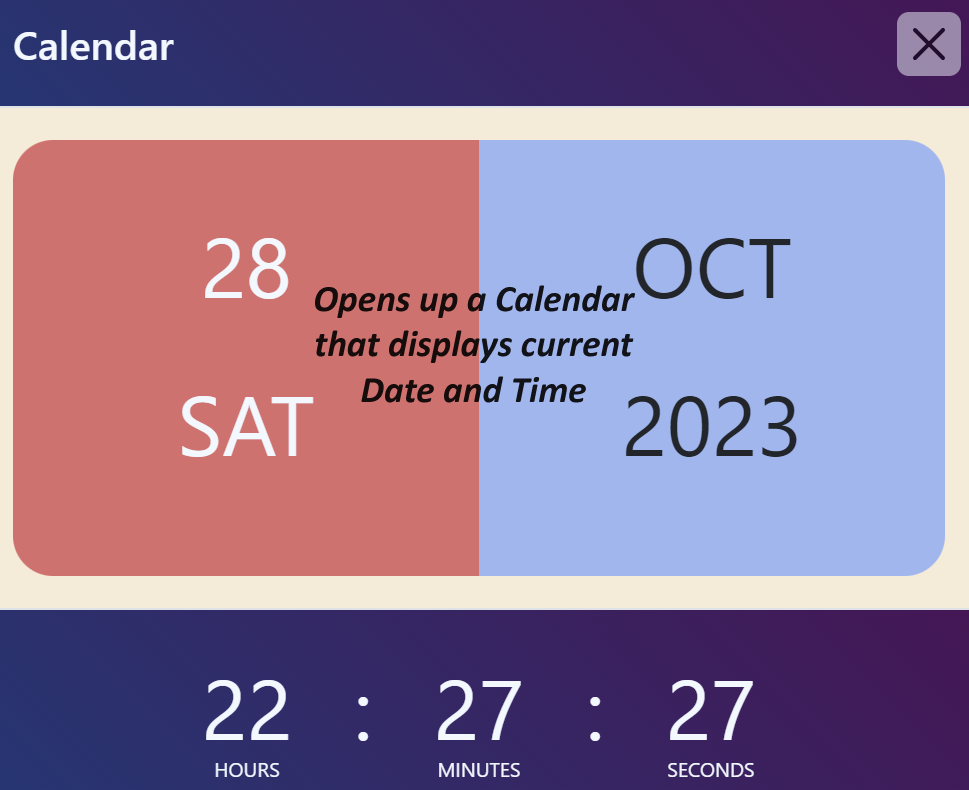 Calendar
28
OCT
Opens up a Calendar
that displays current
Date and Time
SAT
2023
22 : 27 : 27
HOURS MINUTES SECONDS